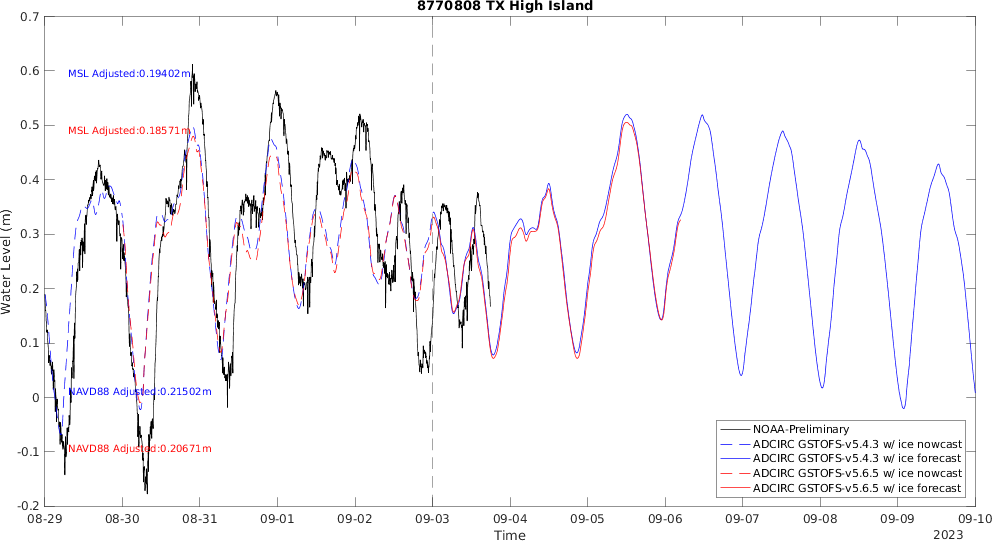 8770808 TX High Island
0.7
0.6
0.5
0.4
0.3
0.2
0.1
0
-0.1
-0.2
Water Level (m)
MSL Adjusted:0.19402m
MSL Adjusted:0.18571m
NAVD88 Adjusted:0.21502m
NAVD88 Adjusted:0.20671m
NOAA-Preliminary
ADCIRC GSTOFS-v5.4.3 w/ ice nowcast
ADCIRC GSTOFS-v5.4.3 w/ ice forecast
ADCIRC GSTOFS-v5.6.5 w/ ice nowcast
ADCIRC GSTOFS-v5.6.5 w/ ice forecast
08-29 08-30 08-31 09-01 09-02 09-03 09-04 09-05 09-06 09-07 09-08 09-09 09-10
Time
2023